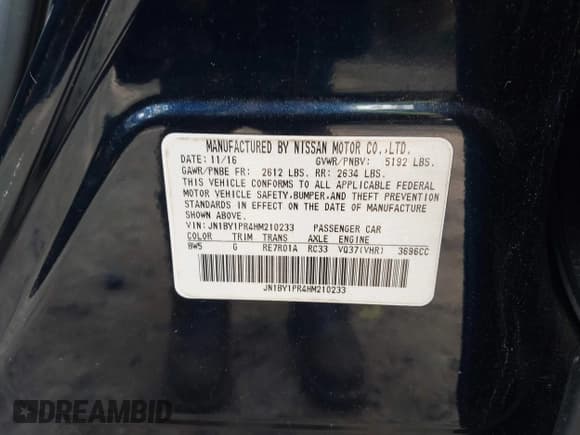 MANUFACTURED BY NISSAN MOTOR CO.,LTD.
DATE: 11/16 GVWR/PNBV: 5192 LBS.
GAWR/PNBE FR: 2612 LBS. RR: 2634 LBS.
THIS VEHICLE CONFORMS TO ALL APPLICABLE FEDERAL
MOTOR VEHICLE SAFETY,BUMPER,AND THEFT PREVENTION
STANDARDS IN EFFECT ON THE DATE OF MANUFACTURE
SHOWN ABOVE.
VIN:JN1BY1PR4HM210233 PASSENGER CAR
COLOR TRIM TRANS AXLE ENGINE
BW5 G RE7R01A RC33 VQ37(VHR) 3696CC
JN1BY1PR4HM210233
DREAMBID